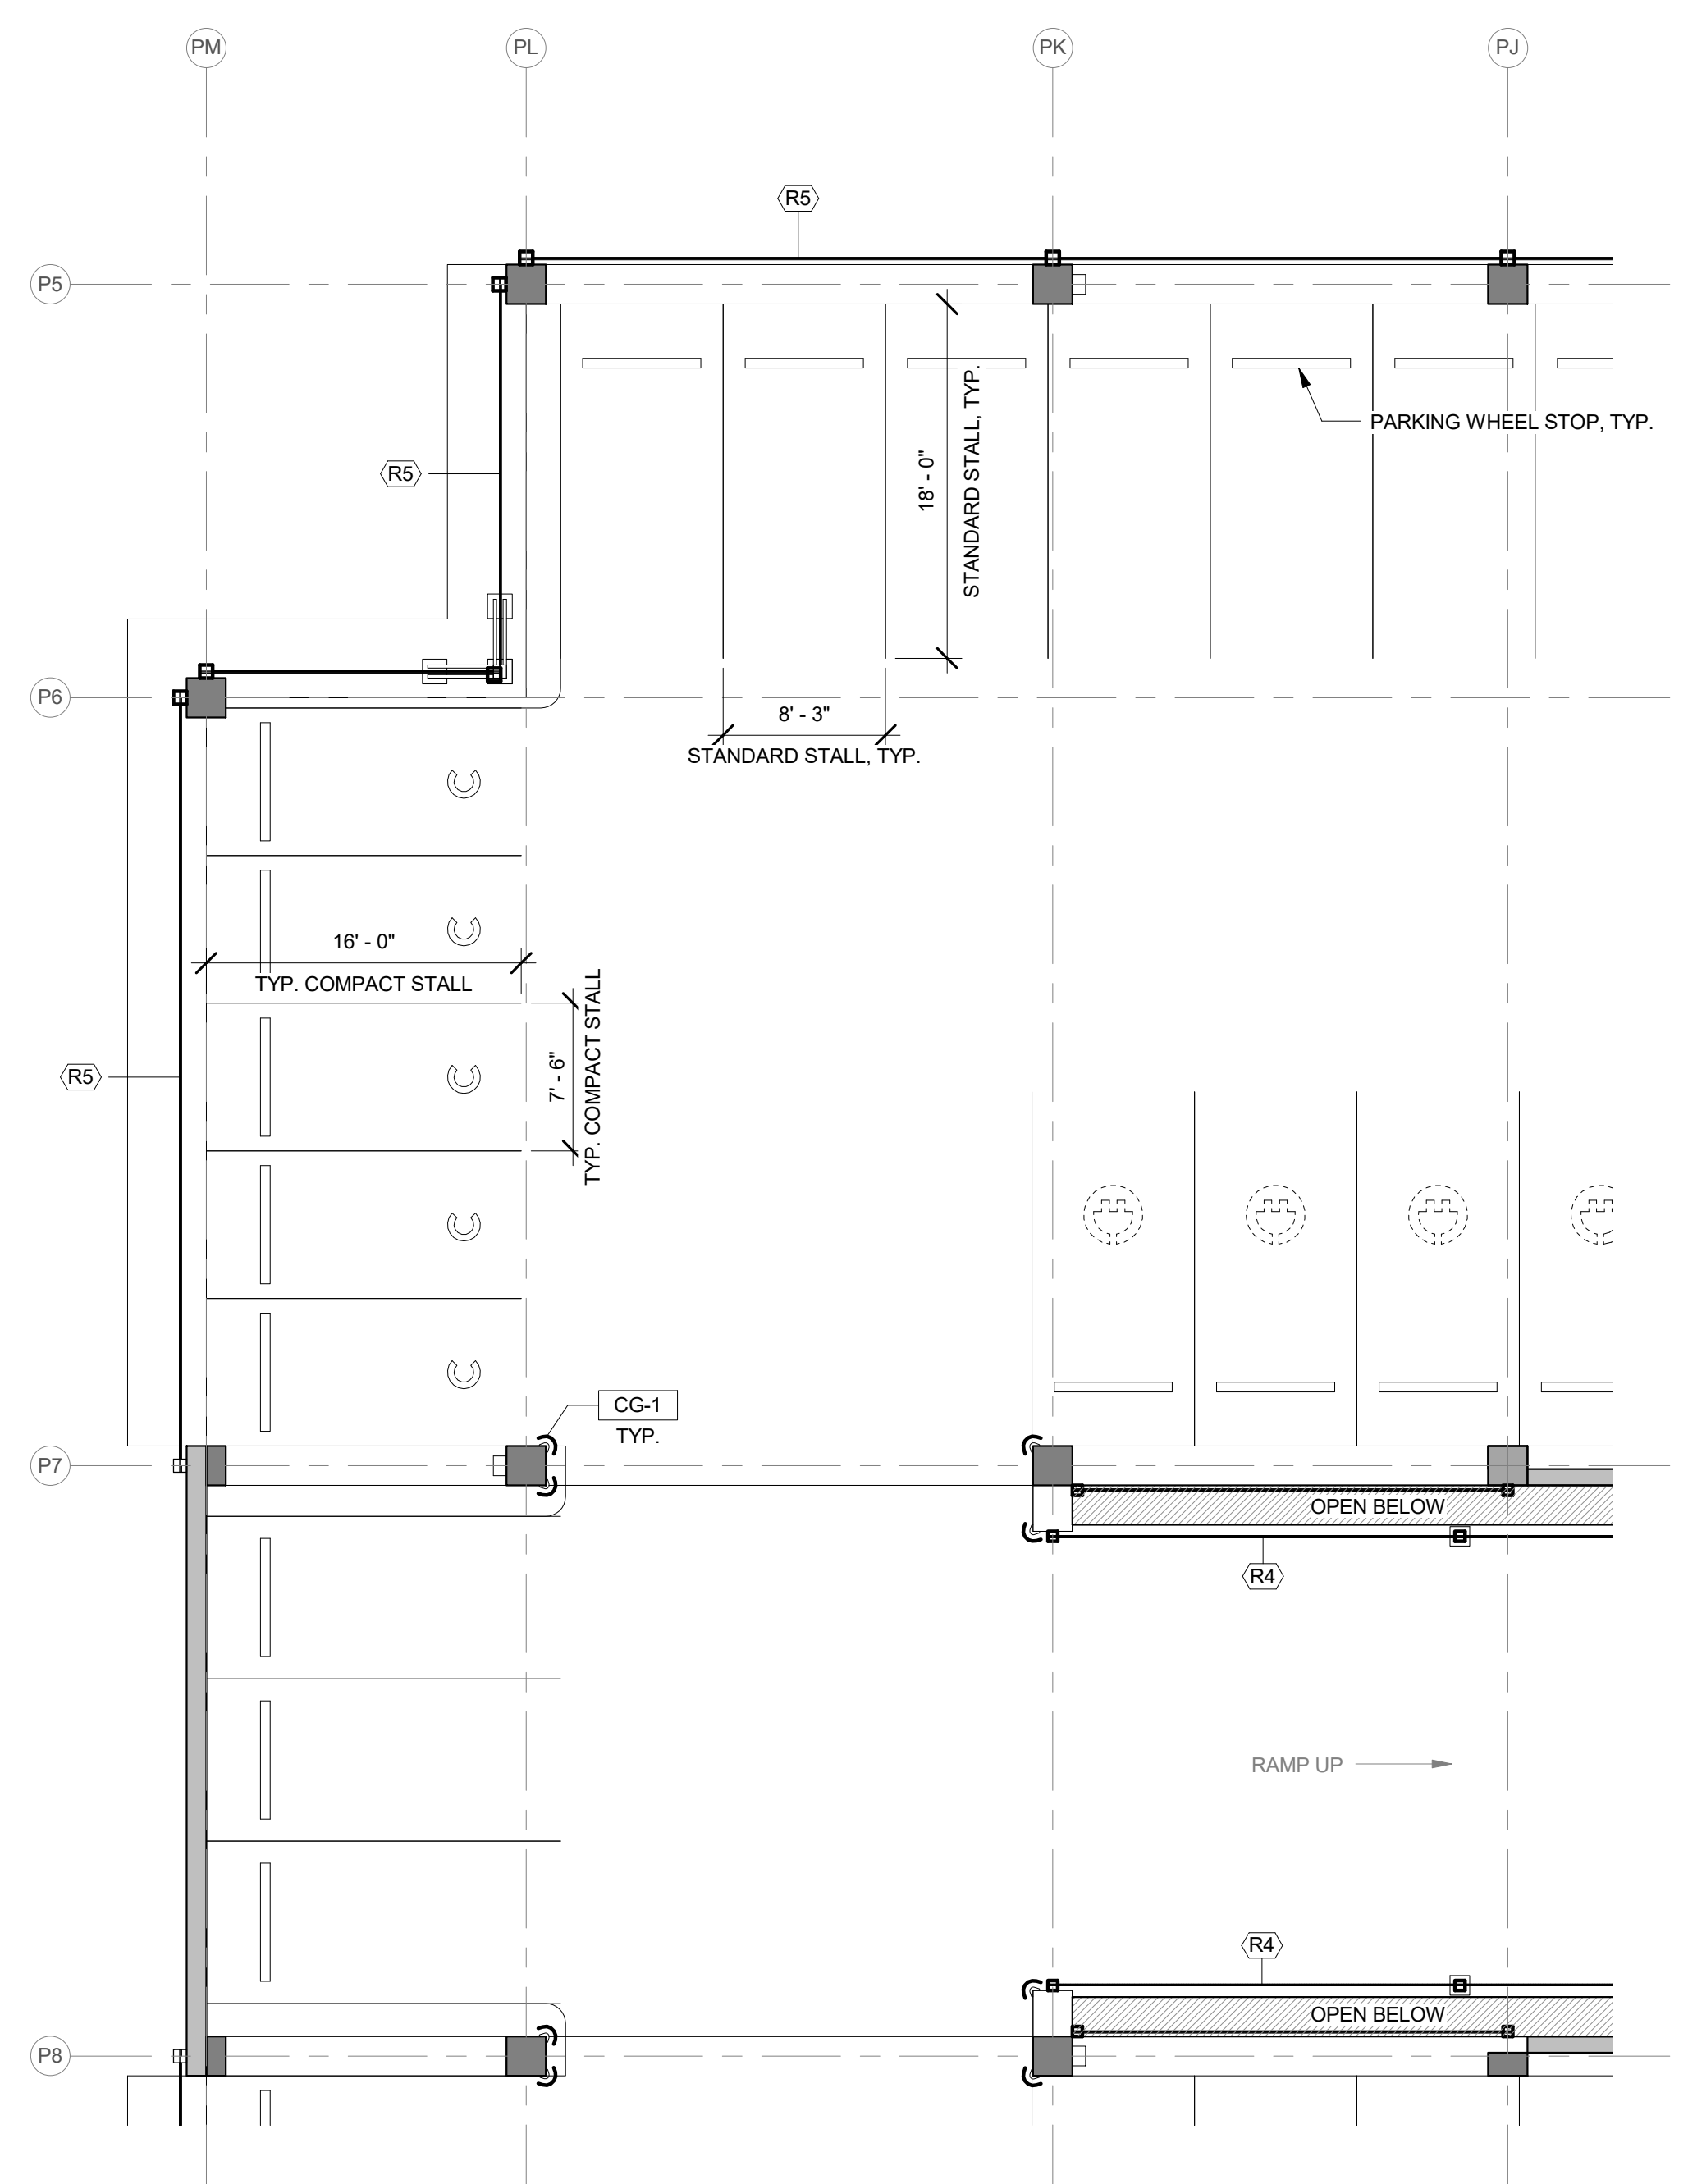 PM
PL
PK
PJ
R5
P5
PARKING WHEEL STOP, TYP.
18' - 0"
STANDARD STALL, TYP.
R5
P6
8' - 3"
STANDARD STALL, TYP.
16' - 0"
TYP. COMPACT STALL
7' - 6"
TYP. COMPACT STALL
R5
CG-1
TYP.
P7
OPEN BELOW
R4
RAMP UP
R4
OPEN BELOW
P8